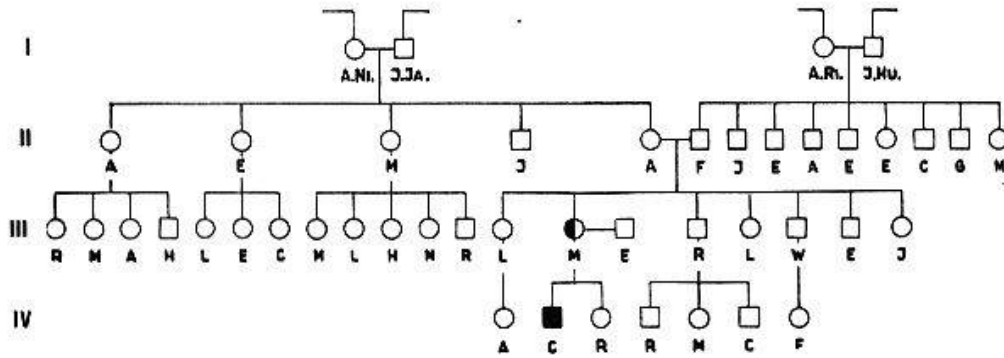 I
A.NI. J.JA. A.RI. J.HU.
II
A E M J A F J E A E E C G M
III
R M A H L E C N L H N R L M E R L W E J
IV
A C R R M C F